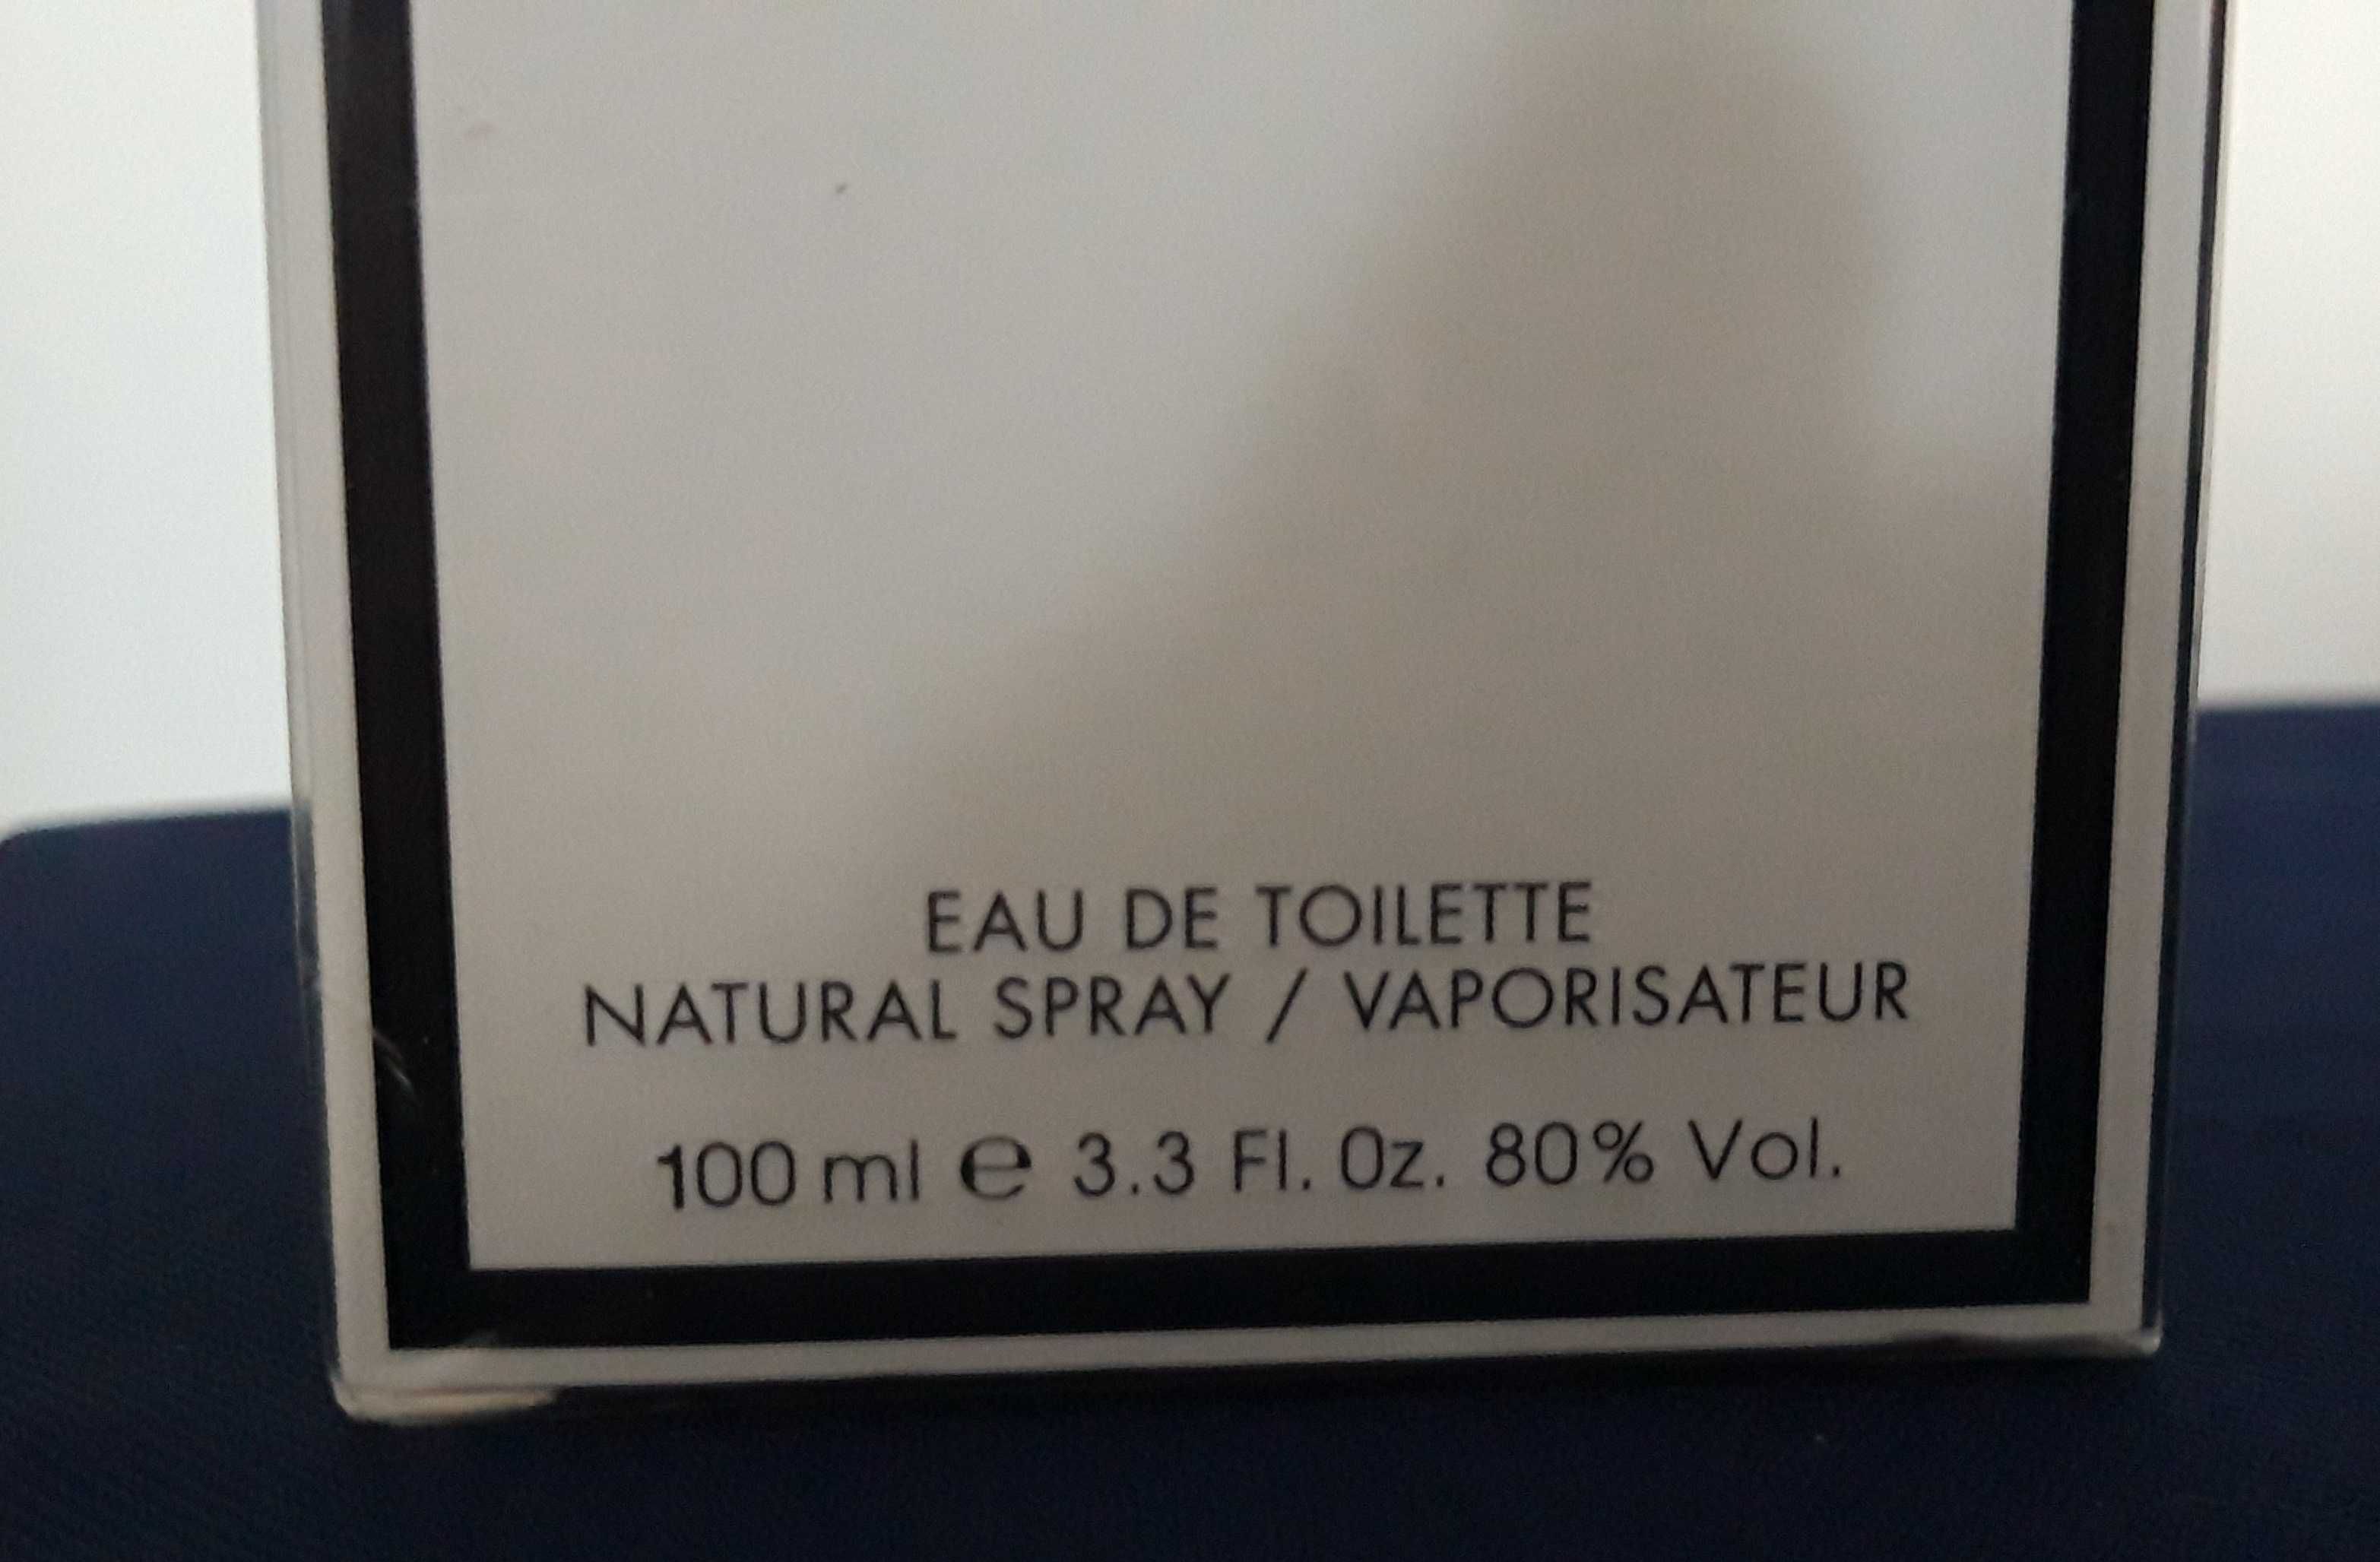 EAU DE TOILETTE
NATURAL SPRAY / VAPORISATEUR
100 ml e 3.3 Fl. Oz. 80% Vol.